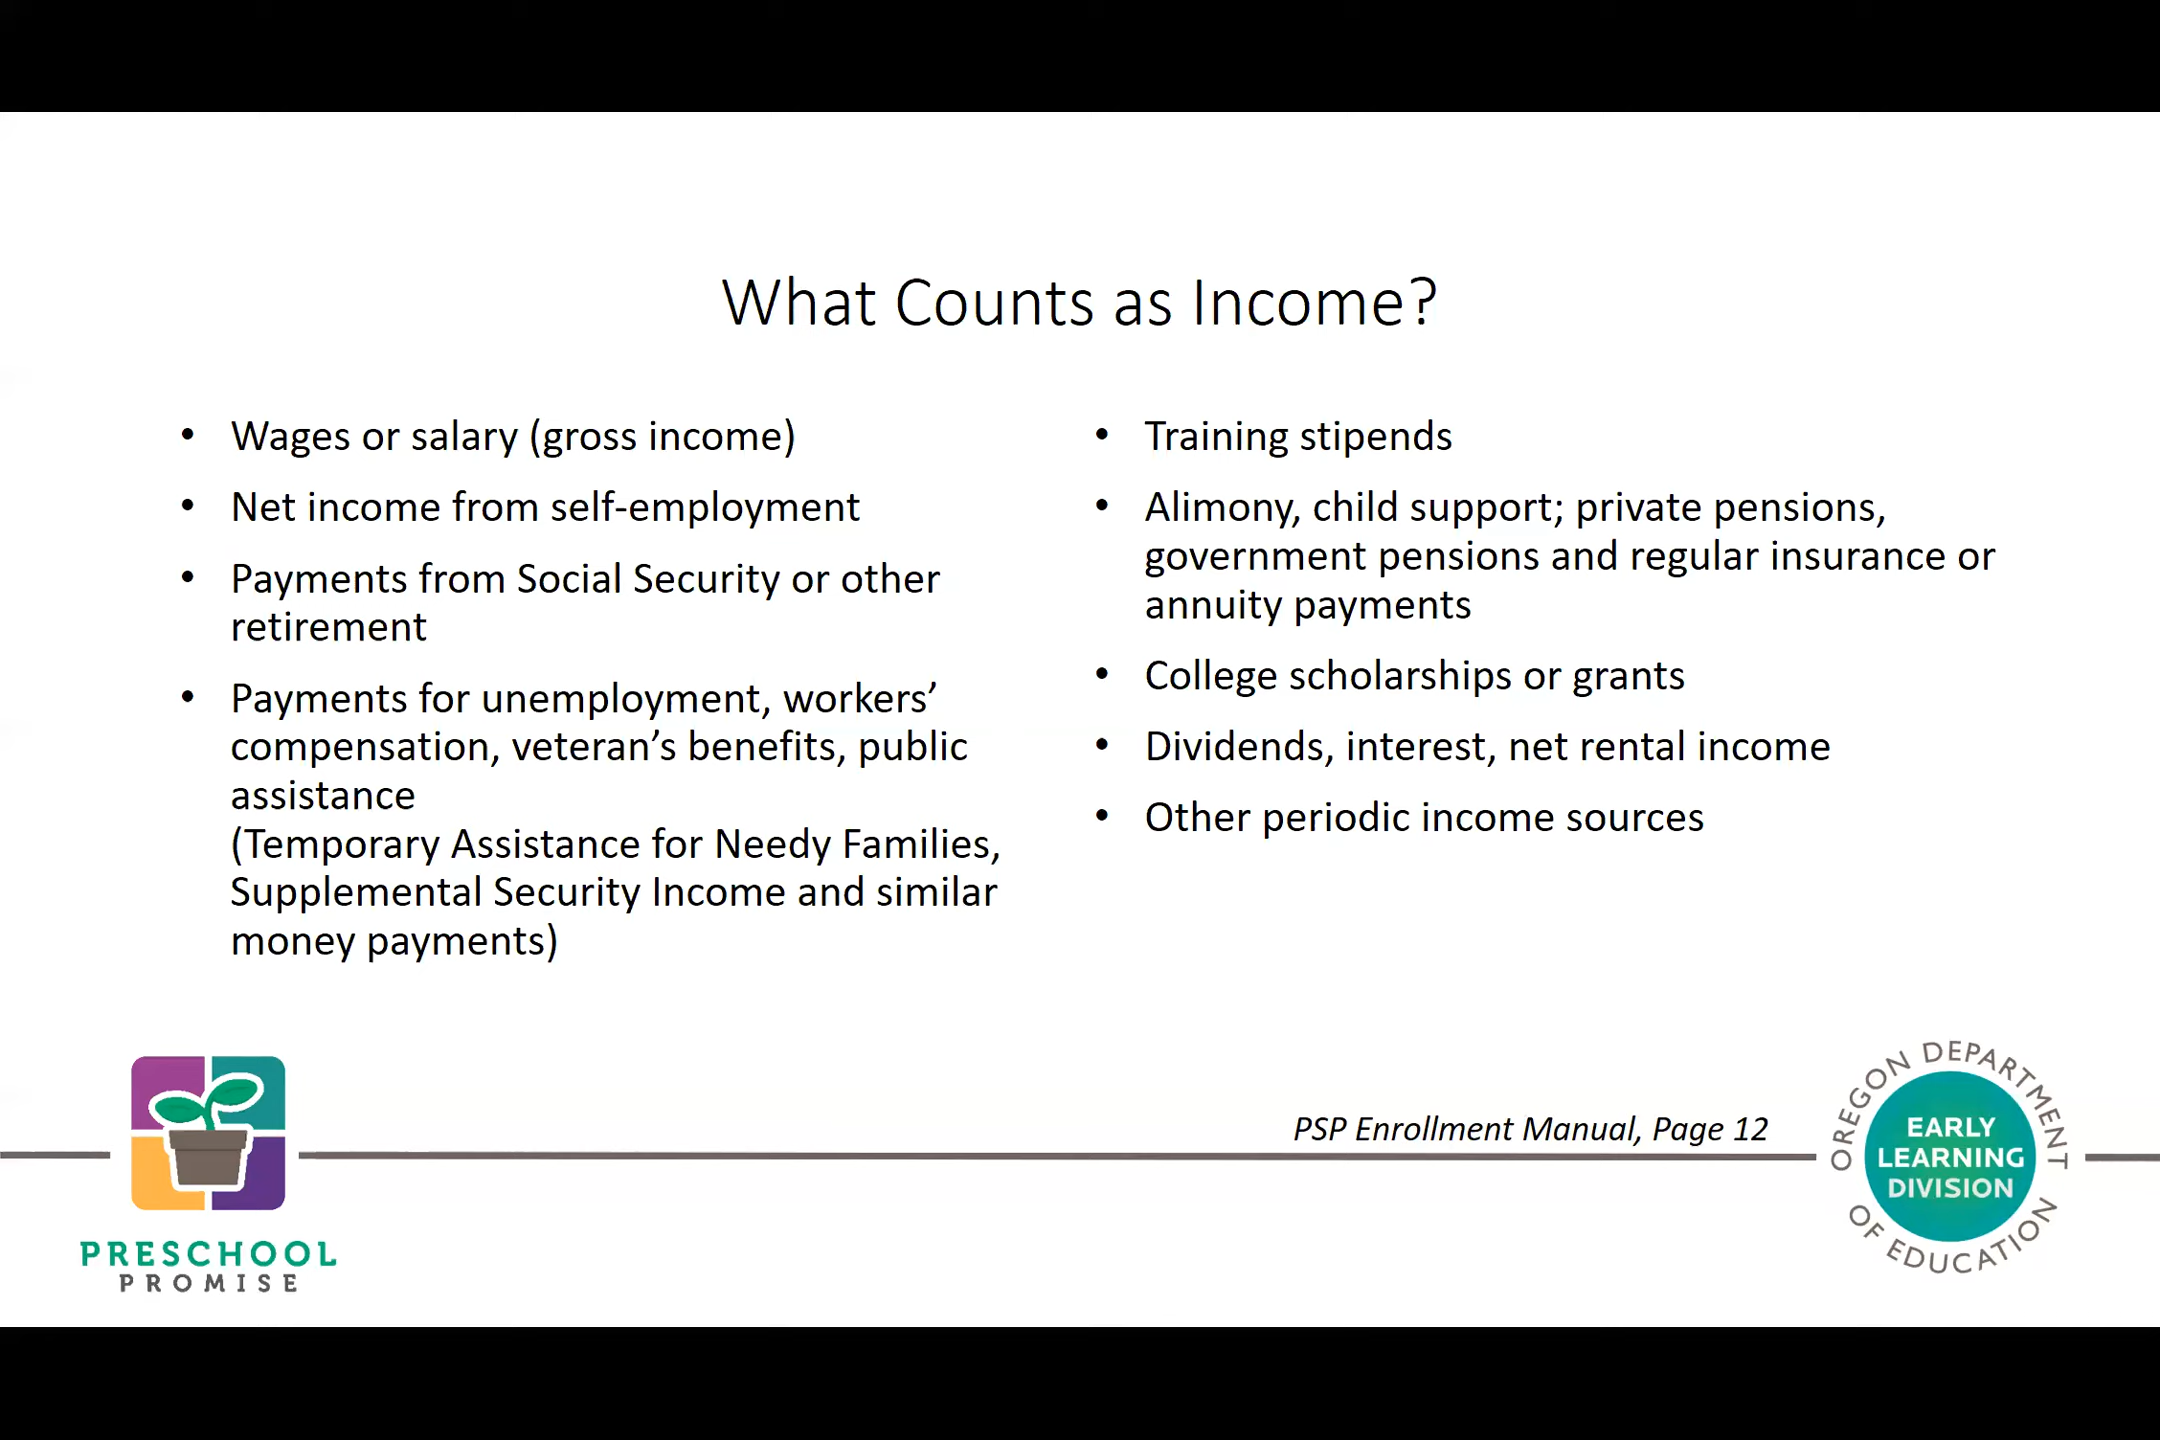 What Counts as Income?
• Wages or salary (gross income)
• Net income from self-employment
• Payments from Social Security or other
retirement
• Payments for unemployment, workers’
compensation, veteran’s benefits, public
assistance
(Temporary Assistance for Needy Families,
Supplemental Security Income and similar
money payments)
• Training stipends
• Alimony, child support; private pensions,
government pensions and regular insurance or
annuity payments
• College scholarships or grants
• Dividends, interest, net rental income
• Other periodic income sources
PSP Enrollment Manual, Page 12
PRESCHOOL
PROMISE
OREGON DEPARTMENT
OF EDUCATION
EARLY
LEARNING
DIVISION